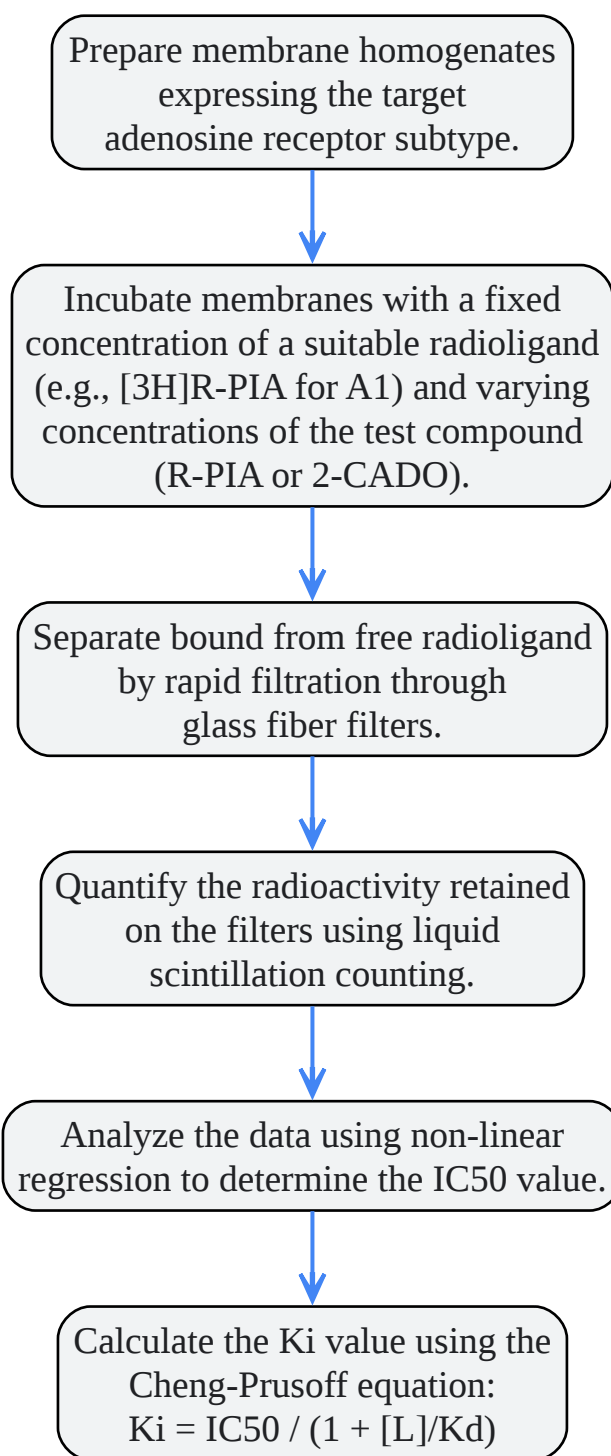 Prepare membrane homogenates
expressing the target
adenosine receptor subtype.
Incubate membranes with a fixed
concentration of a suitable radioligand
(e.g., [3H]R-PIA for A1) and varying
concentrations of the test compound
(R-PIA or 2-CADO).
Separate bound from free radioligand
by rapid filtration through
glass fiber filters.
Quantify the radioactivity retained
on the filters using liquid
scintillation counting.
Analyze the data using non-linear
regression to determine the IC50 value.
Calculate the Ki value using the
Cheng-Prusoff equation:
Ki = IC50 / (1 + [L]/Kd)